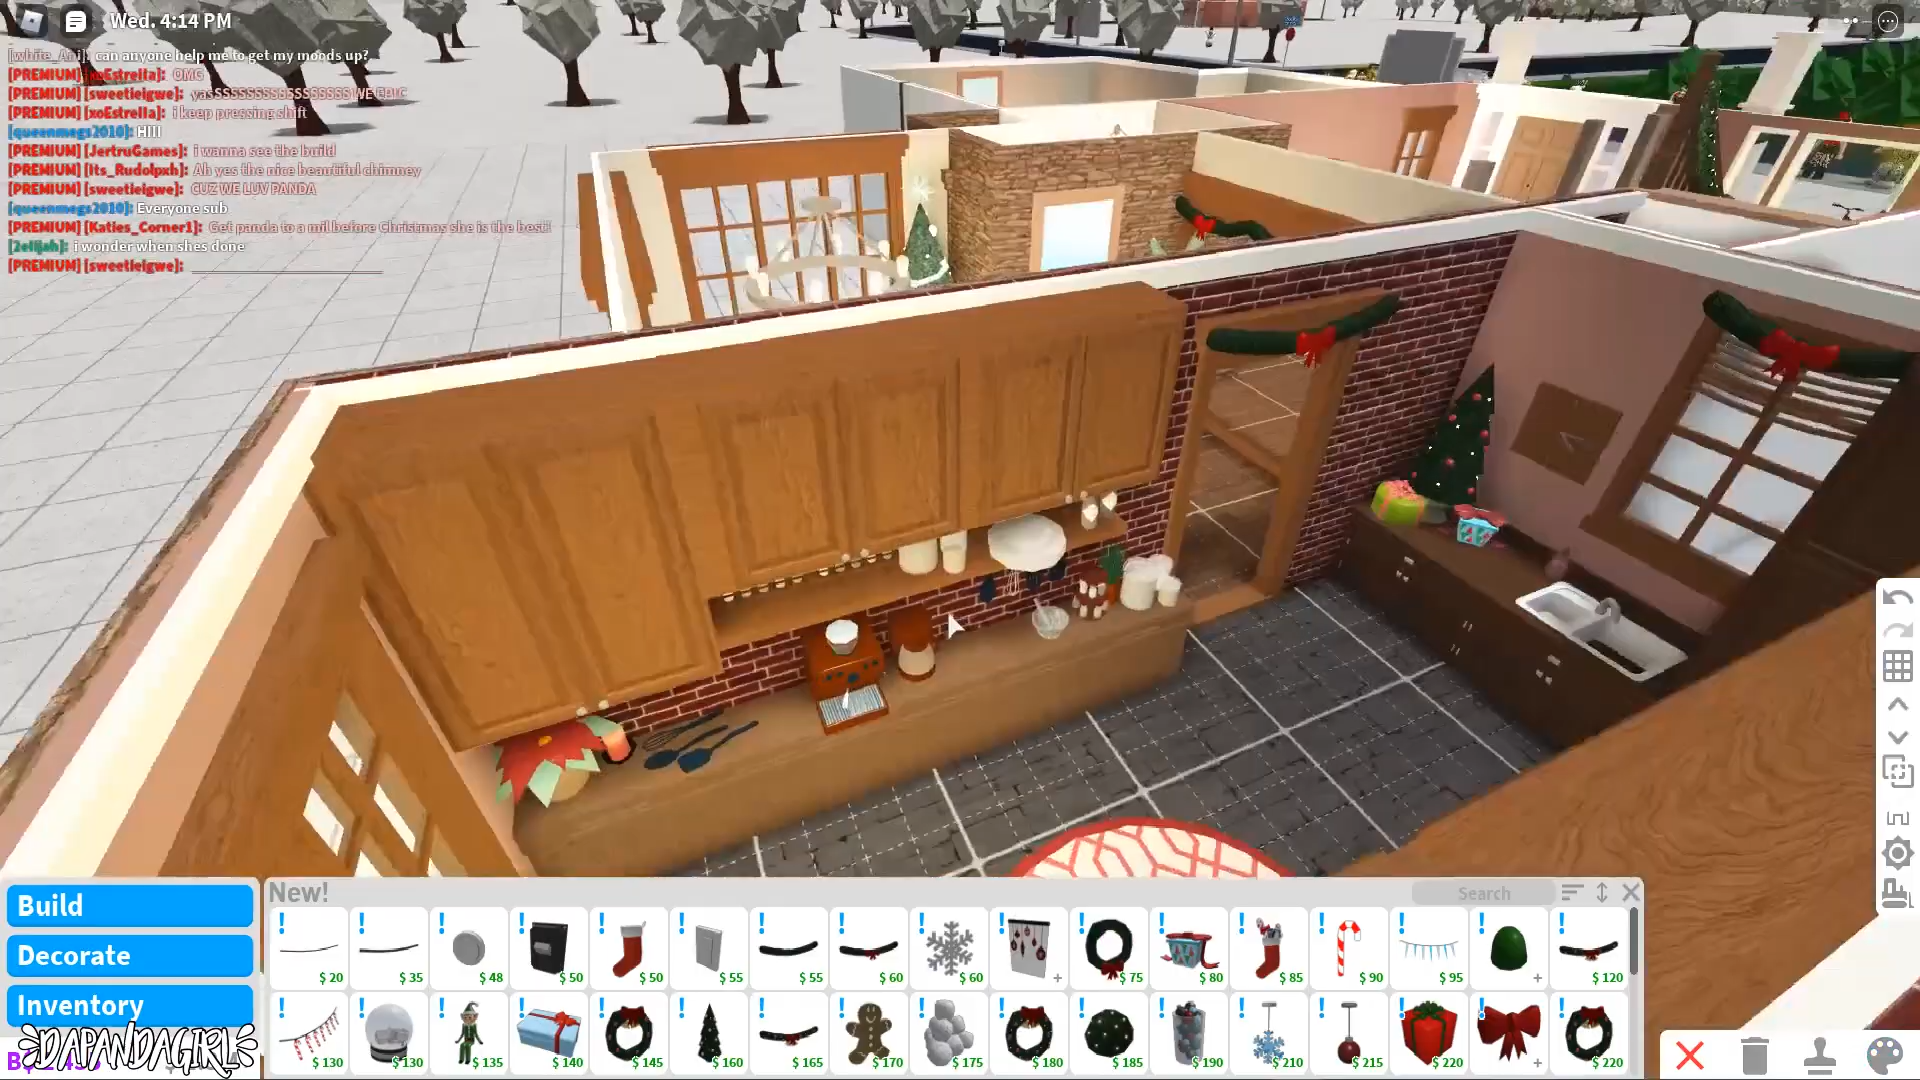 Wed. 4:14 PM
can anyone help me to get my moods up?
[PREMIUM] [xoEstrella]: OMG
[PREMIUM] [sweetieigwe]:
[PREMIUM] [xoEstrella]: i keep pressing shift
[queenmegs2010]: HIII
[PREMIUM] [JertruGames]: i wanna see the build
[PREMIUM] [Its_Rudolpxh]: Ah yes the nice beautiful chimney
[PREMIUM] [sweetieigwe]: CUZ WE LUV PANDA
[queenmegs2010]: Everyone sub
[PREMIUM] [Katies_Corner1]: Get panda to a mil before Christmas she is the best!
[2elijah]: i wonder when shes done
[PREMIUM] [sweetieigwe]:
Build
Decorate
Inventory
DAPANDAGIRL
New!
Search
$ 20 $ 35 $ 48 $ 50 $ 50 $ 55 $ 55 $ 60 $ 60 + $ 75 $ 80 $ 85 $ 90 $ 95 + $ 120
$ 130 $ 130 $ 135 $ 140 $ 145 $ 160 $ 165 $ 170 $ 175 $ 180 $ 185 $ 190 $ 210 $ 215 $ 220 + $ 220